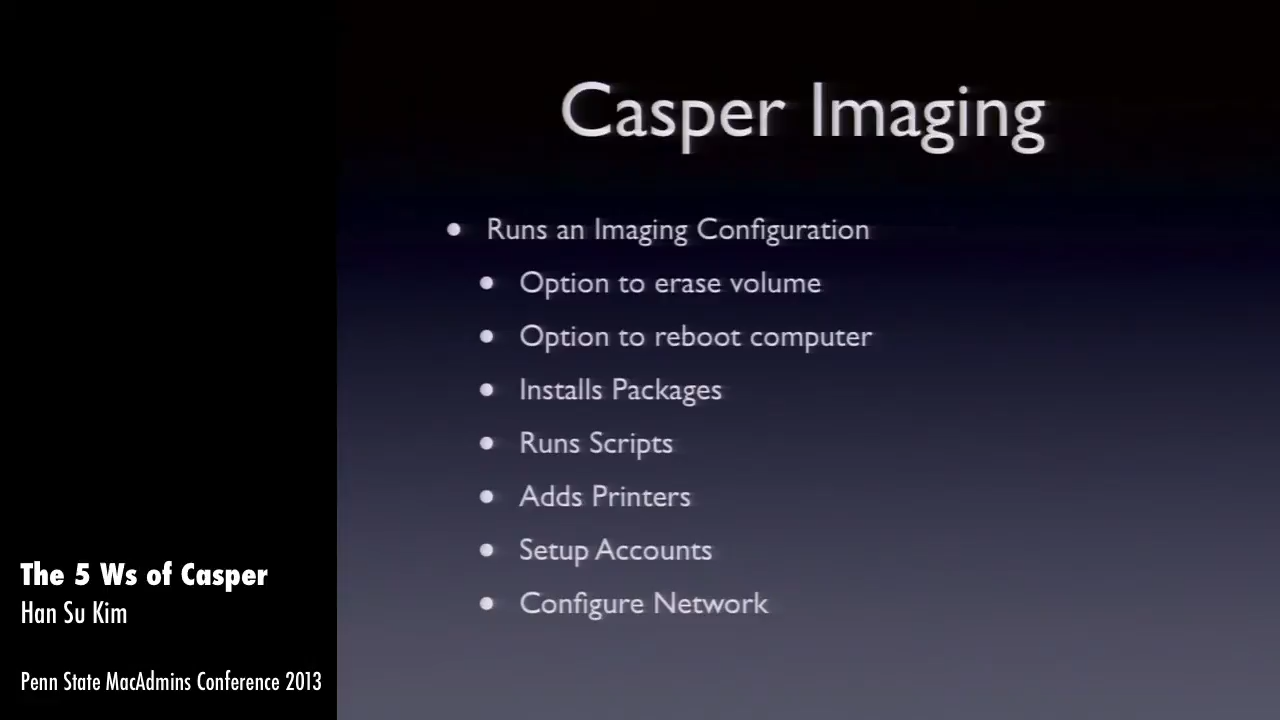 Casper Imaging
• Runs an Imaging Configuration
• Option to erase volume
• Option to reboot computer
• Installs Packages
• Runs Scripts
• Adds Printers
• Setup Accounts
• Configure Network
The 5 Ws of Casper
Han Su Kim
Penn State MacAdmins Conference 2013